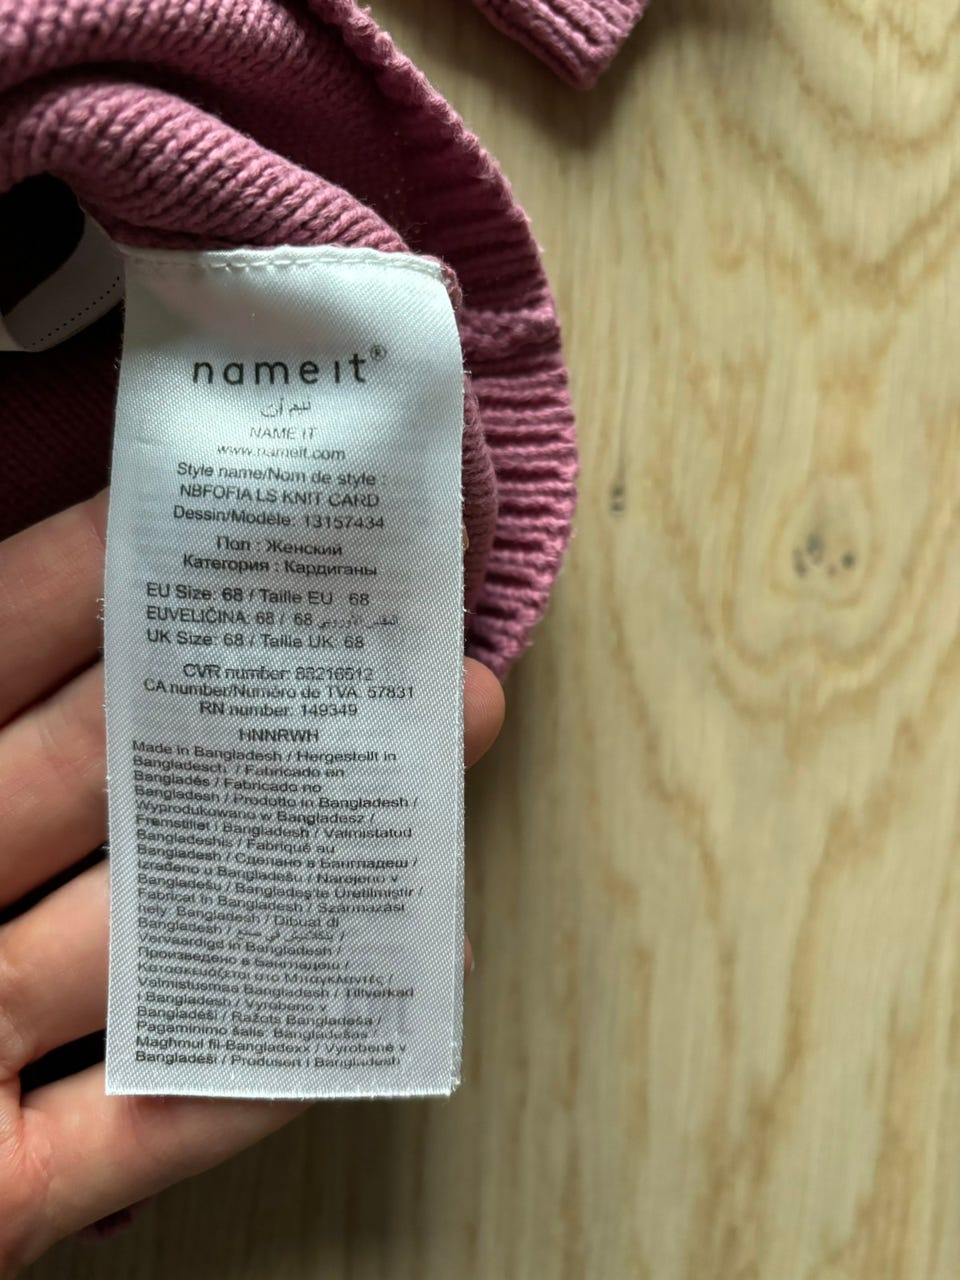 name it®
نيم إت
NAME IT
www.nameit.com
Style name/Nom de style :
NBFOFIA LS KNIT CARD
Dessin/Modèle: 13157434
Пол : Женский
Категория : Кардиганы
EU Size: 68 / Taille EU 68
EUVELIČINA: 68 / 68
UK Size: 68 / Taille UK: 68
CVR number: 88216512
CA number/Numéro de TVA: 57831
RN number: 149349
HNNRWH
Made in Bangladesh / Hergestellt in
Bangladesch. / Fabricado en
Bangladés / Fabricado no
Bangladesh / Prodotto in Bangladesh /
Wyprodukowano w Bangladesz /
Fremstillet i Bangladesh / Valmistatud
Bangladeshis / Fabriqué au
Bangladesh / Сделано в Бангладеш /
Izrađeno u Bangladešu / Narejeno v
Bangladešu / Bangladeş'te Üretilmiştir /
Fabricat în Bangladesh / Származási
hely: Bangladesh / Dibuat di
Bangladesh /
Vervaardigd in Bangladesh /
Произведено в Бангладеш /
Κατασκευάζεται στο Μπαγκλαντές /
Valmistusmaa Bangladesh / Tillverkad
i Bangladesh / Vyrobeno v
Bangladéši / Ražots Bangladeša /
Pagaminimo šalis: Bangladešas
Magħmul fil-Bangladexx / Vyrobené v
Bangladéši / Produsert i Bangladesh